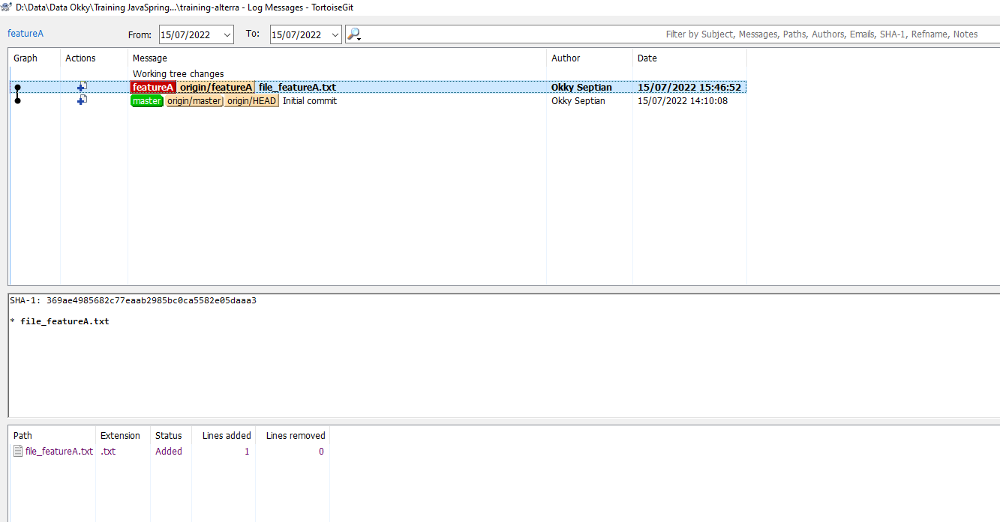 D:\Data\Data Okky\Training JavaSpring...\training-alterra - Log Messages - TortoiseGit
featureA From: 15/07/2022 To: 15/07/2022 Filter by Subject, Messages, Paths, Authors, Emails, SHA-1, Refname, Notes
Graph Actions Message Author Date
Working tree changes
featureA origin/featureA file_featureA.txt Okky Septian 15/07/2022 15:46:52
master origin/master origin/HEAD Initial commit Okky Septian 15/07/2022 14:10:08
SHA-1: 369ae4985682c77eaab2985bc0ca5582e05daaa3
* file_featureA.txt
Path Extension Status Lines added Lines removed
file_featureA.txt .txt Added 1 0